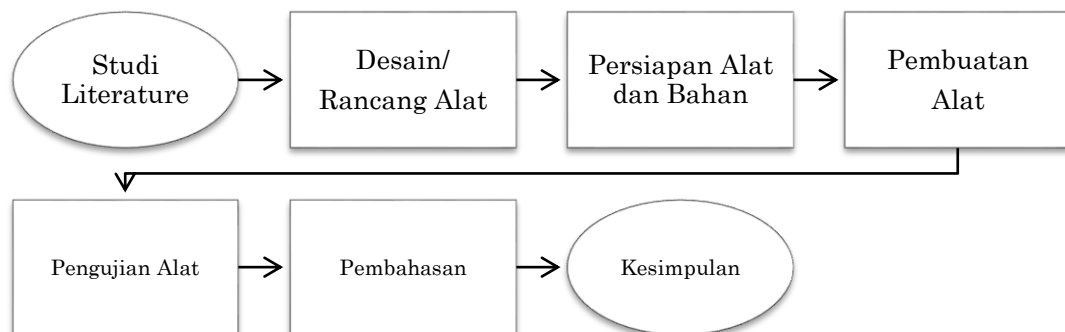 Studi
Literature
Desain/
Rancang Alat
Persiapan Alat
dan Bahan
Pembuatan
Alat
Pengujian Alat
Pembahasan
Kesimpulan